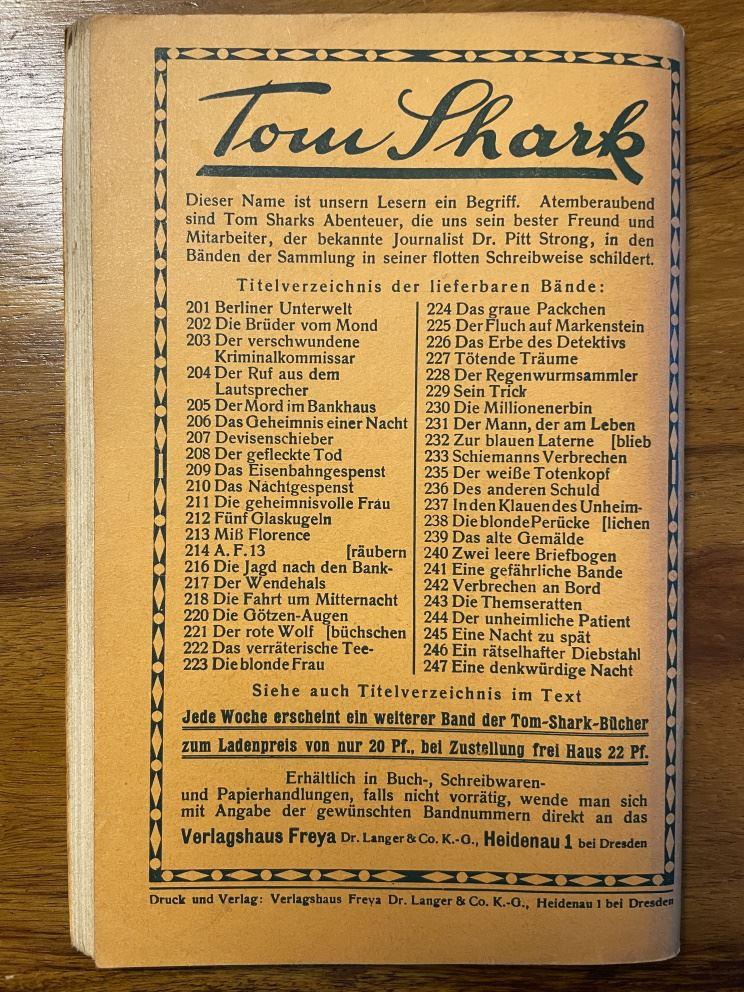 Tom Shark
Dieser Name ist unsern Lesern ein Begriff. Atemberaubend
sind Tom Sharks Abenteuer, die uns sein bester Freund und
Mitarbeiter, der bekannte Journalist Dr. Pitt Strong, in den
Bänden der Sammlung in seiner flotten Schreibweise schildert.
Titelverzeichnis der lieferbaren Bände:
201 Berliner Unterwelt
202 Die Brüder vom Mond
203 Der verschwundene
Kriminalkommissar
204 Der Ruf aus dem
Lautsprecher
205 Der Mord im Bankhaus
206 Das Geheimnis einer Nacht
207 Devisenschieber
208 Der gefleckte Tod
209 Das Eisenbahngespenst
210 Das Nachtgespenst
211 Die geheimnisvolle Frau
212 Fünf Glaskugeln
213 Miß Florence
214 A. F. 13 [räubern
216 Die Jagd nach den Bank-
217 Der Wendehals
218 Die Fahrt um Mitternacht
220 Die Götzen-Augen
221 Der rote Wolf [büchschen
222 Das verräterische Tee-
223 Die blonde Frau
224 Das graue Packchen
225 Der Fluch auf Markenstein
226 Das Erbe des Detektivs
227 Tötende Träume
228 Der Regenwurmsammler
229 Sein Trick
230 Die Millionenerbin
231 Der Mann, der am Leben
232 Zur blauen Laterne [blieb
233 Schiemanns Verbrechen
235 Der weiße Totenkopf
236 Des anderen Schuld
237 In den Klauen des Unheim-
238 Die blonde Perücke [lichen
239 Das alte Gemälde
240 Zwei leere Briefbogen
241 Eine gefährliche Bande
242 Verbrechen an Bord
243 Die Themseratten
244 Der unheimliche Patient
245 Eine Nacht zu spät
246 Ein rätselhafter Diebstahl
247 Eine denkwürdige Nacht
Siehe auch Titelverzeichnis im Text
Jede Woche erscheint ein weiterer Band der Tom-Shark-Bücher
zum Ladenpreis von nur 20 Pf., bei Zustellung frei Haus 22 Pf.
Erhältlich in Buch-, Schreibwaren-
und Papierhandlungen, falls nicht vorrätig, wende man sich
mit Angabe der gewünschten Bandnummern direkt an das
Verlagshaus Freya Dr. Langer & Co. K.-G., Heidenau 1 bei Dresden
Druck und Verlag: Verlagshaus Freya Dr. Langer & Co. K.-G., Heidenau 1 bei Dresden